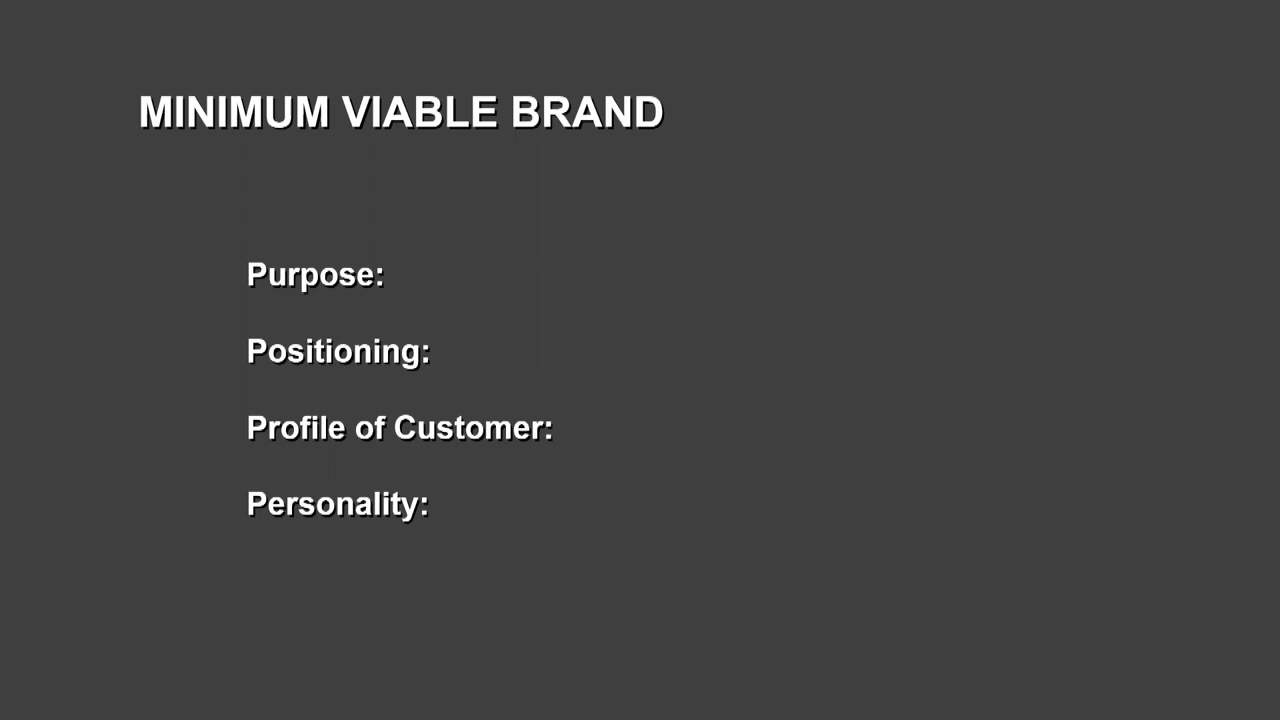 MINIMUM VIABLE BRAND
Purpose:
Positioning:
Profile of Customer:
Personality: